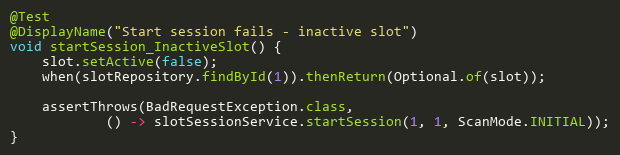 @Test
@DisplayName("Start session fails - inactive slot")
void startSession_InactiveSlot() {
    slot.setActive(false);
    when(slotRepository.findById(1)).thenReturn(Optional.of(slot));

    assertThrows(BadRequestException.class,
            () -> slotSessionService.startSession(1, 1, ScanMode.INITIAL));
}